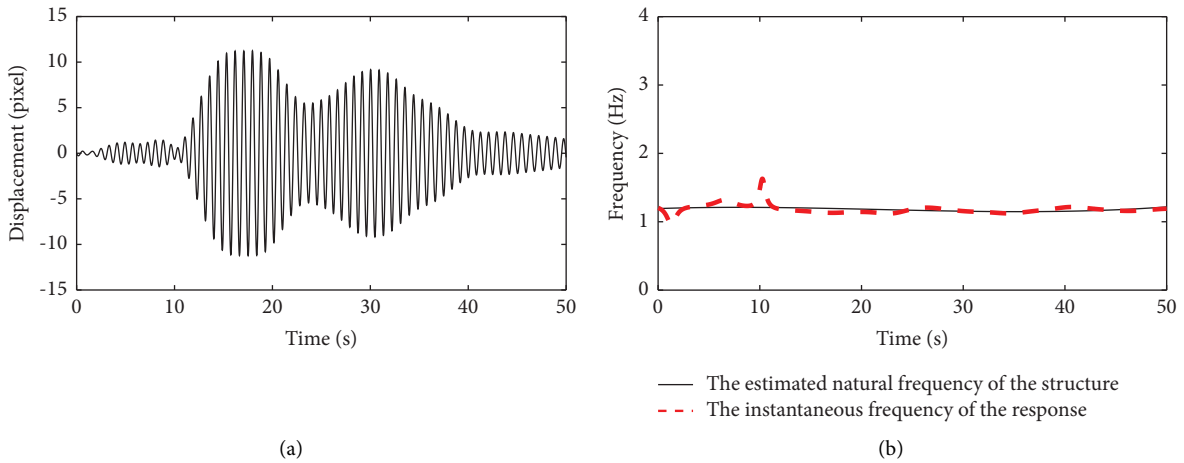 15
10
5
0
-5
-10
-15
Displacement (pixel)
0 10 20 30 40 50
Time (s)
(a)
4
3
2
1
0
Frequency (Hz)
0 10 20 30 40 50
Time (s)
The estimated natural frequency of the structure
The instantaneous frequency of the response
(b)